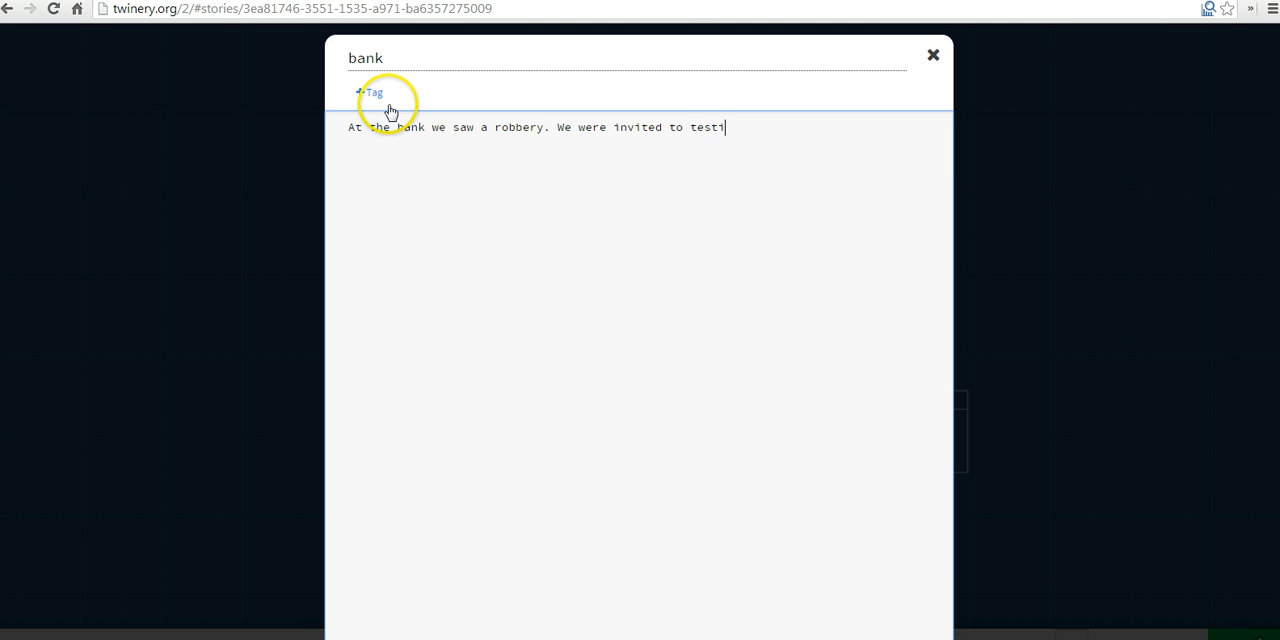 twinery.org/2/#stories/3ea81746-3551-1535-a971-ba6357275009
bank
+Tag
At the bank we saw a robbery. We were invited to testi